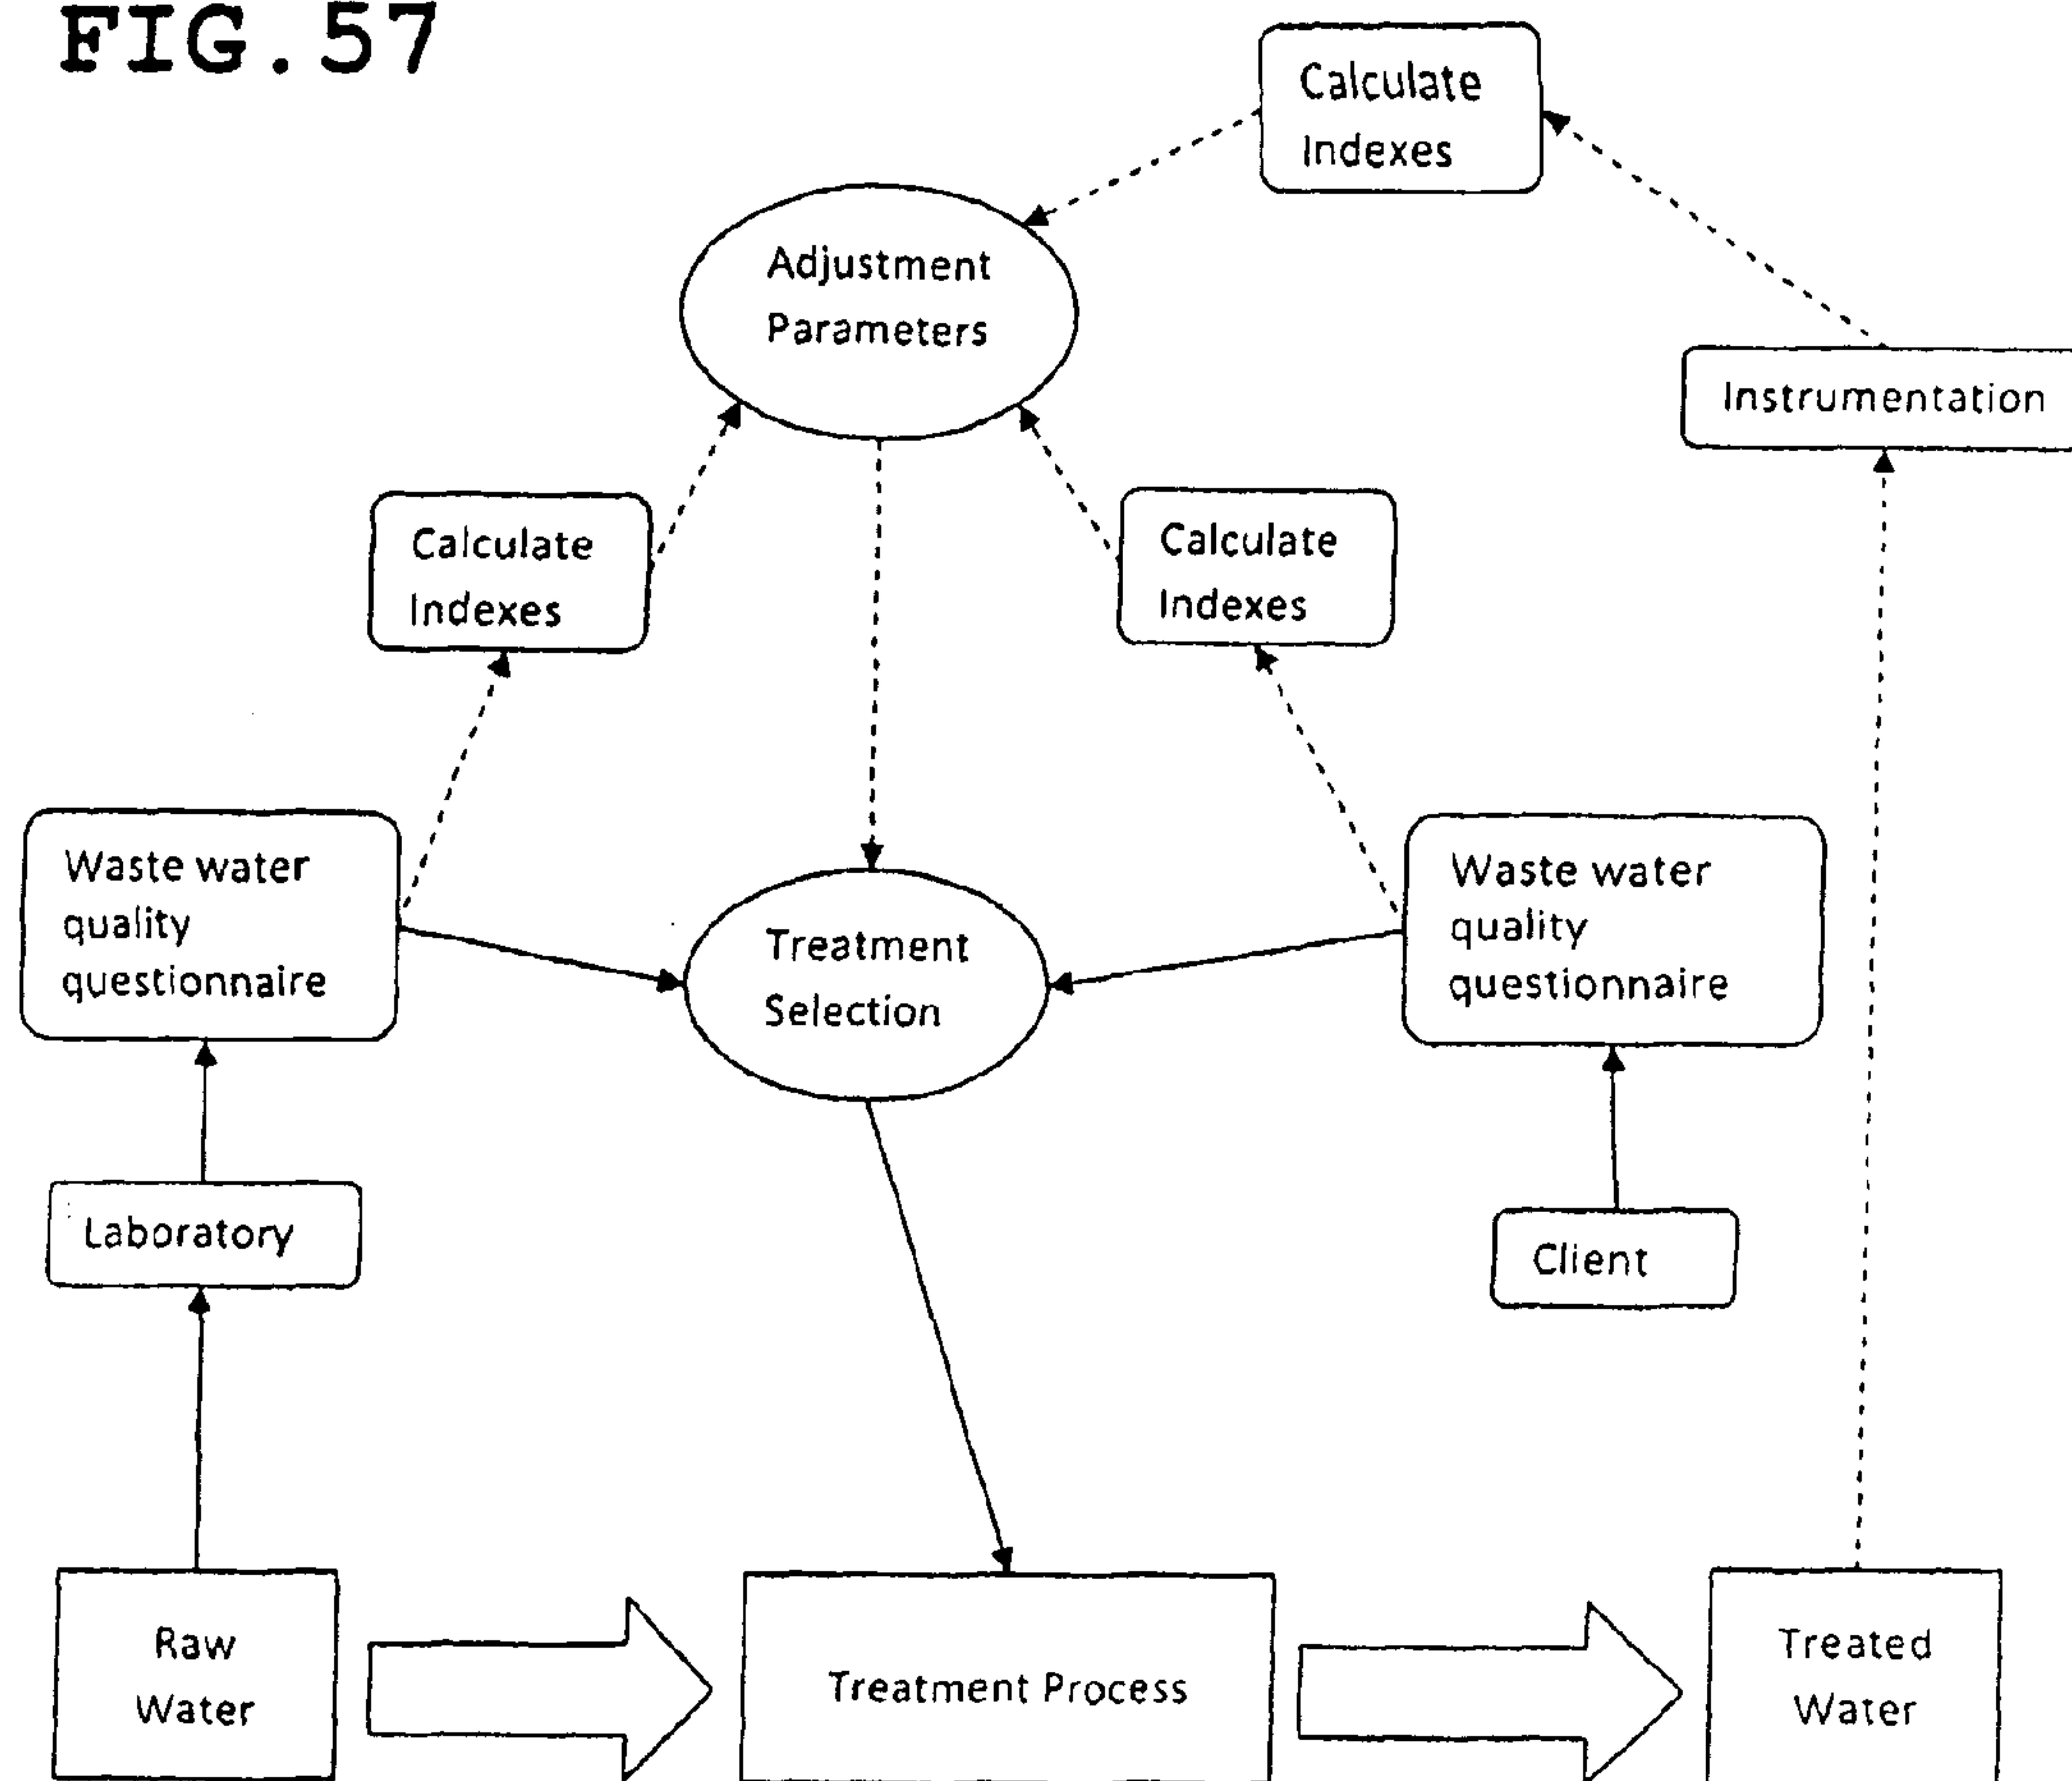 FIG.57
Calculate
Indexes
Adjustment
Parameters
Instrumentation
Calculate
Indexes
Calculate
Indexes
Waste water
quality
questionnaire
Treatment
Selection
Waste water
quality
questionnaire
Laboratory
Client
Raw
Water
Treatment Process
Treated
Water